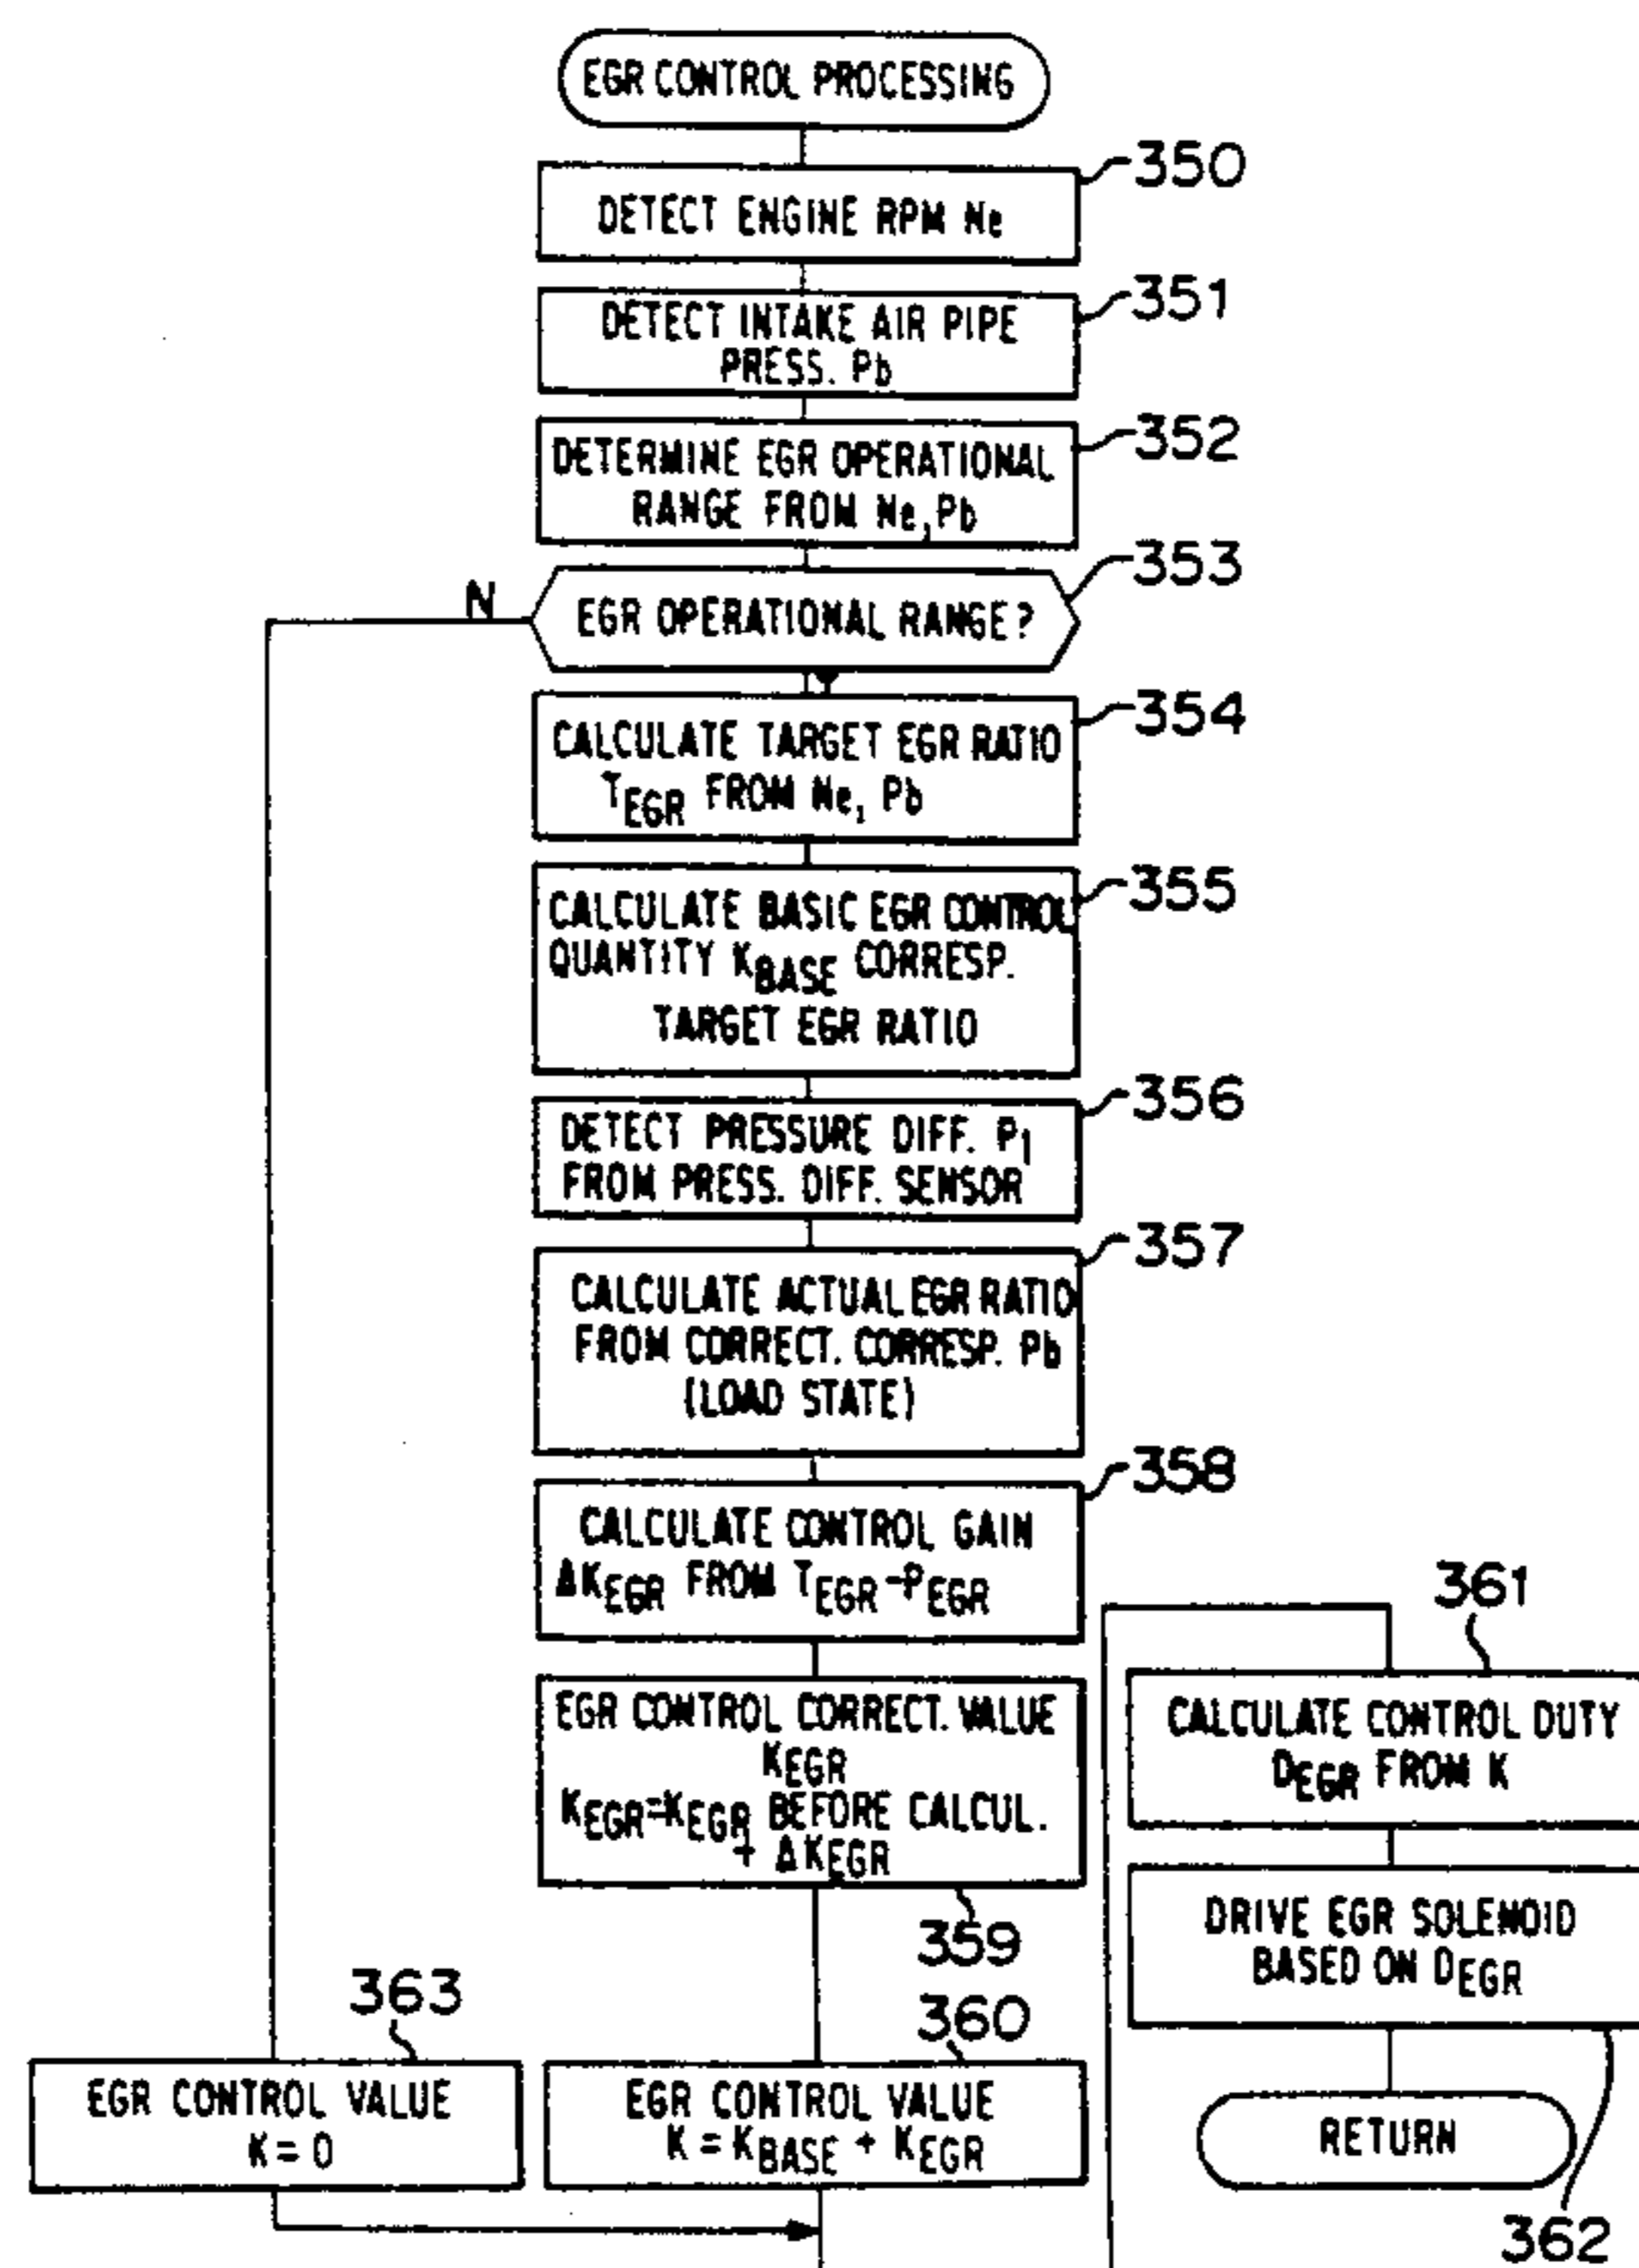 EGR CONTROL PROCESSING
350
DETECT ENGINE RPM Ne
351
DETECT INTAKE AIR PIPE
PRESS. Pb
352
DETERMINE EGR OPERATIONAL
RANGE FROM Ne, Pb
353
N
EGR OPERATIONAL RANGE?
354
CALCULATE TARGET EGR RATIO
TEGR FROM Ne, Pb
355
CALCULATE BASIC EGR CONTROL
QUANTITY KBASE CORRESP.
TARGET EGR RATIO
356
DETECT PRESSURE DIFF. P1
FROM PRESS. DIFF. SENSOR
357
CALCULATE ACTUAL EGR RATIO
FROM CORRECT. CORRESP. Pb
(LOAD STATE)
358
CALCULATE CONTROL GAIN
ΔKEGR FROM TEGR-PEGR
EGR CONTROL CORRECT. VALUE
KEGR
KEGR=KEGR BEFORE CALCUL.
+ ΔKEGR
359
363
EGR CONTROL VALUE
K = 0
360
EGR CONTROL VALUE
K = KBASE + KEGR
361
CALCULATE CONTROL DUTY
DEGR FROM K
DRIVE EGR SOLENOID
BASED ON DEGR
RETURN
362